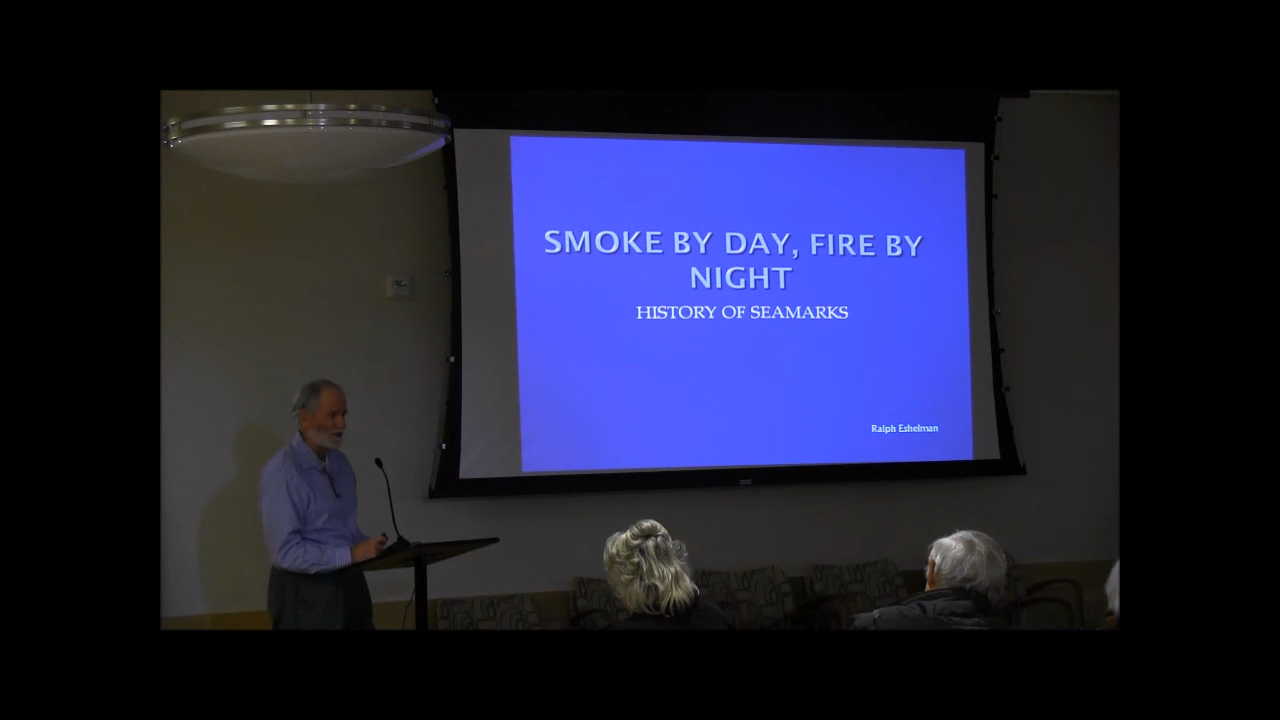 SMOKE BY DAY, FIRE BY
NIGHT
HISTORY OF SEAMARKS
Ralph Eshelman